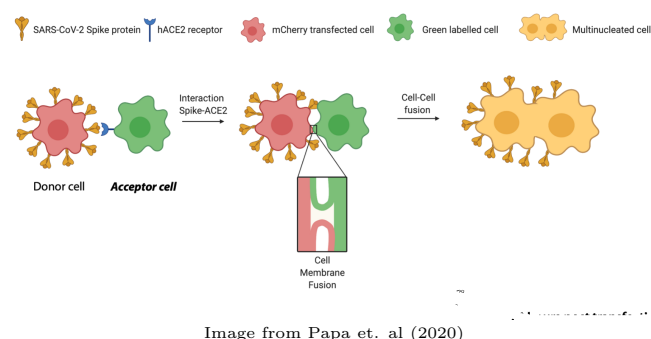 SARS-CoV-2 Spike protein
hACE2 receptor
mCherry transfected cell
Green labelled cell
Multinucleated cell
Interaction
Spike-ACE2
Cell-Cell
fusion
Donor cell
Acceptor cell
Cell
Membrane
Fusion
Image from Papa et. al (2020)